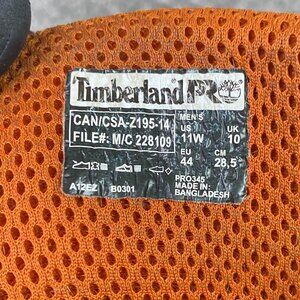 Timberland PRO
CAN/CSA-Z195-14
FILE#: M/C 228109
MEN'S
US UK
11W 10
EU CM
44 28,5
PRO345
MADE IN:
BANGLADESH
A12EZ B0301